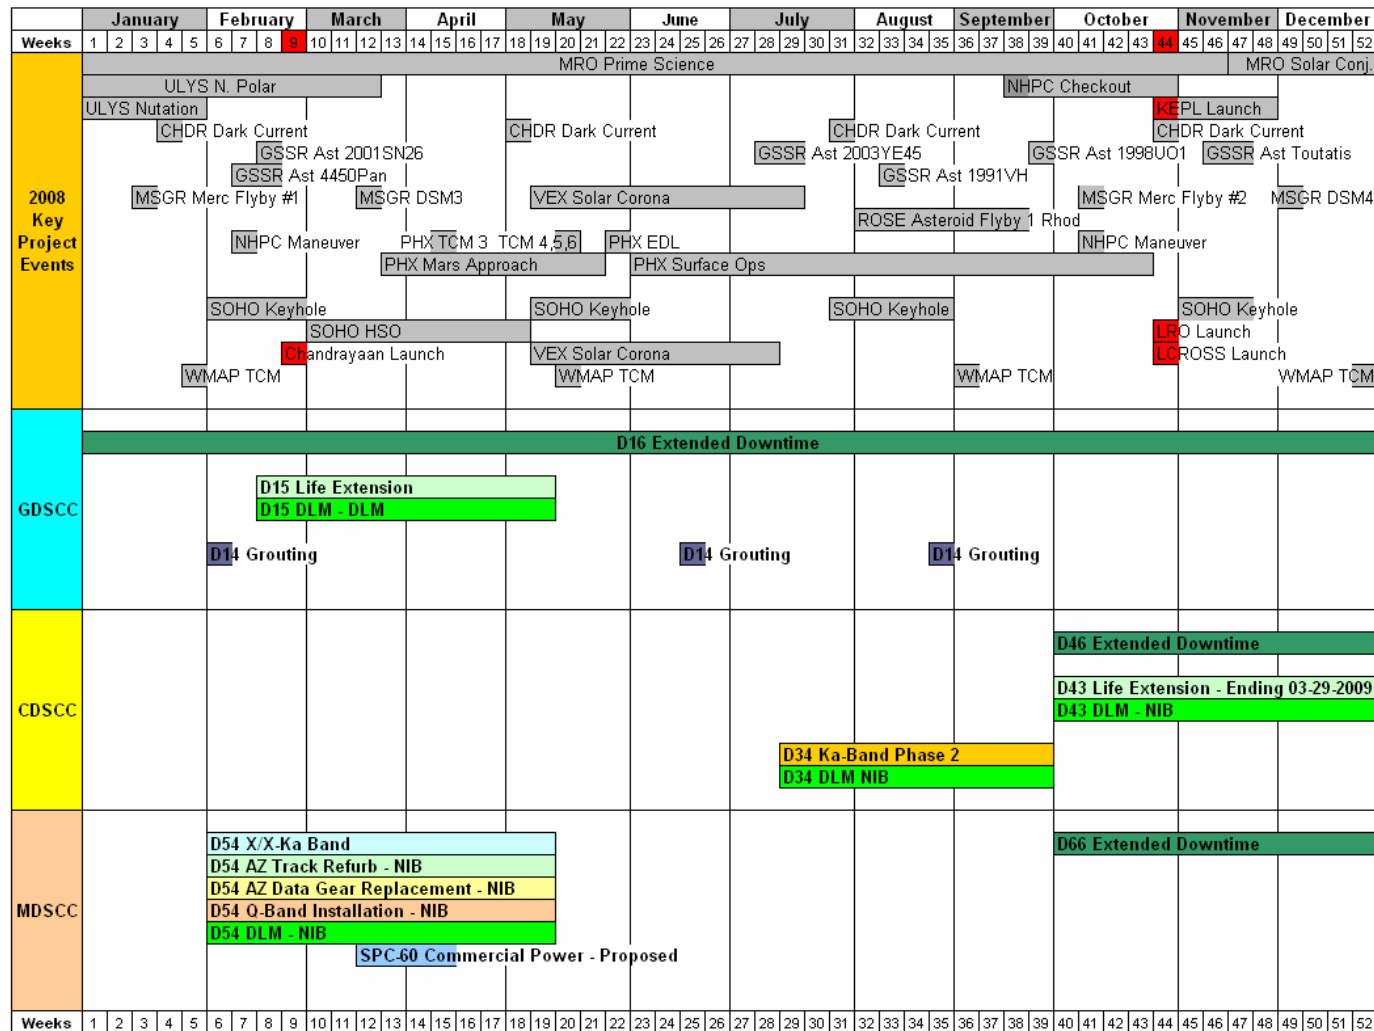 January February March April May June July August September October November December
Weeks 1 2 3 4 5 6 7 8 9 10 11 12 13 14 15 16 17 18 19 20 21 22 23 24 25 26 27 28 29 30 31 32 33 34 35 36 37 38 39 40 41 42 43 44 45 46 47 48 49 50 51 52
2008 Key Project Events
MRO Prime Science MRO Solar Conj.
ULYS N. Polar NHPC Checkout
ULYS Nutation KEPL Launch
CHDR Dark Current CHDR Dark Current CHDR Dark Current CHDR Dark Current
GSSR Ast 2001SN26 GSSR Ast 2003YE45 GSSR Ast 1998UO1 GSSR Ast Toutatis
GSSR Ast 4450Pan GSSR Ast 1991VH
MSGR Merc Flyby #1 MSGR DSM3 VEX Solar Corona MSGR Merc Flyby #2 MSGR DSM4
ROSE Asteroid Flyby 1 Rhod
NHPC Maneuver PHX TCM 3 TCM 4,5,6 PHX EDL NHPC Maneuver
PHX Mars Approach PHX Surface Ops
SOHO Keyhole SOHO Keyhole SOHO Keyhole SOHO Keyhole
SOHO HSO LRO Launch
Chandrayaan Launch VEX Solar Corona LCROSS Launch
WMAP TCM WMAP TCM WMAP TCM WMAP TCM
GDSCC
D16 Extended Downtime
D15 Life Extension
D15 DLM - DLM
D14 Grouting D14 Grouting D14 Grouting
CDSCC
D46 Extended Downtime
D43 Life Extension - Ending 03-29-2009
D43 DLM - NIB
D34 Ka-Band Phase 2
D34 DLM NIB
MDSCC
D54 X/X-Ka Band D66 Extended Downtime
D54 AZ Track Refurb - NIB
D54 AZ Data Gear Replacement - NIB
D54 Q-Band Installation - NIB
D54 DLM - NIB
SPC-60 Commercial Power - Proposed
Weeks 1 2 3 4 5 6 7 8 9 10 11 12 13 14 15 16 17 18 19 20 21 22 23 24 25 26 27 28 29 30 31 32 33 34 35 36 37 38 39 40 41 42 43 44 45 46 47 48 49 50 51 52